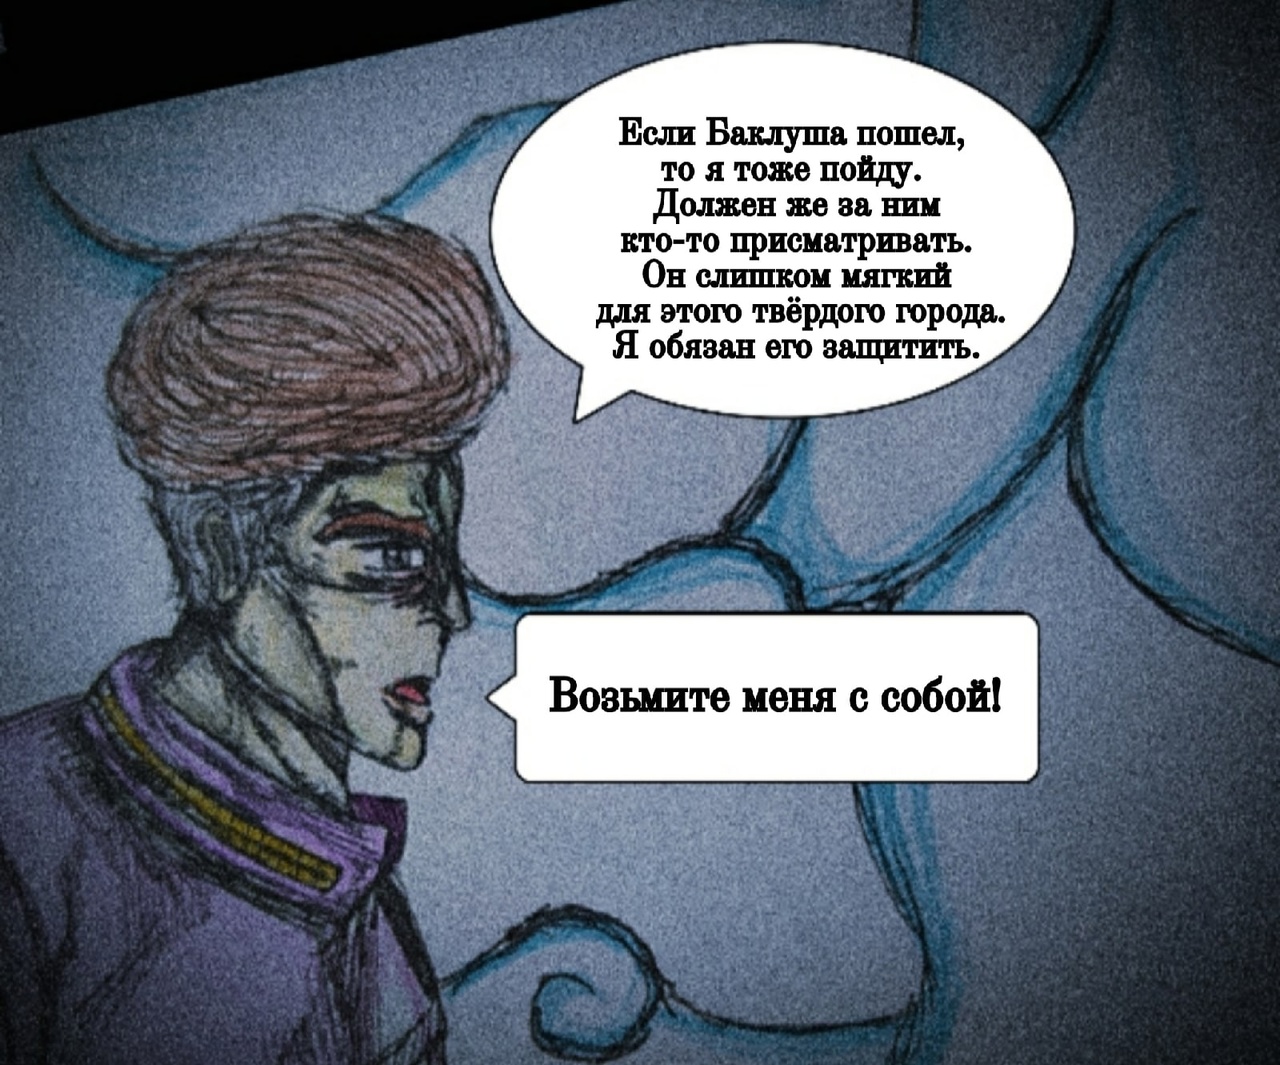 Если Баклуша пошел,
то я тоже пойду.
Должен же за ним
кто-то присматривать.
Он слишком мягкий
для этого твёрдого города.
Я обязан его защитить.
Возьмите меня с собой!